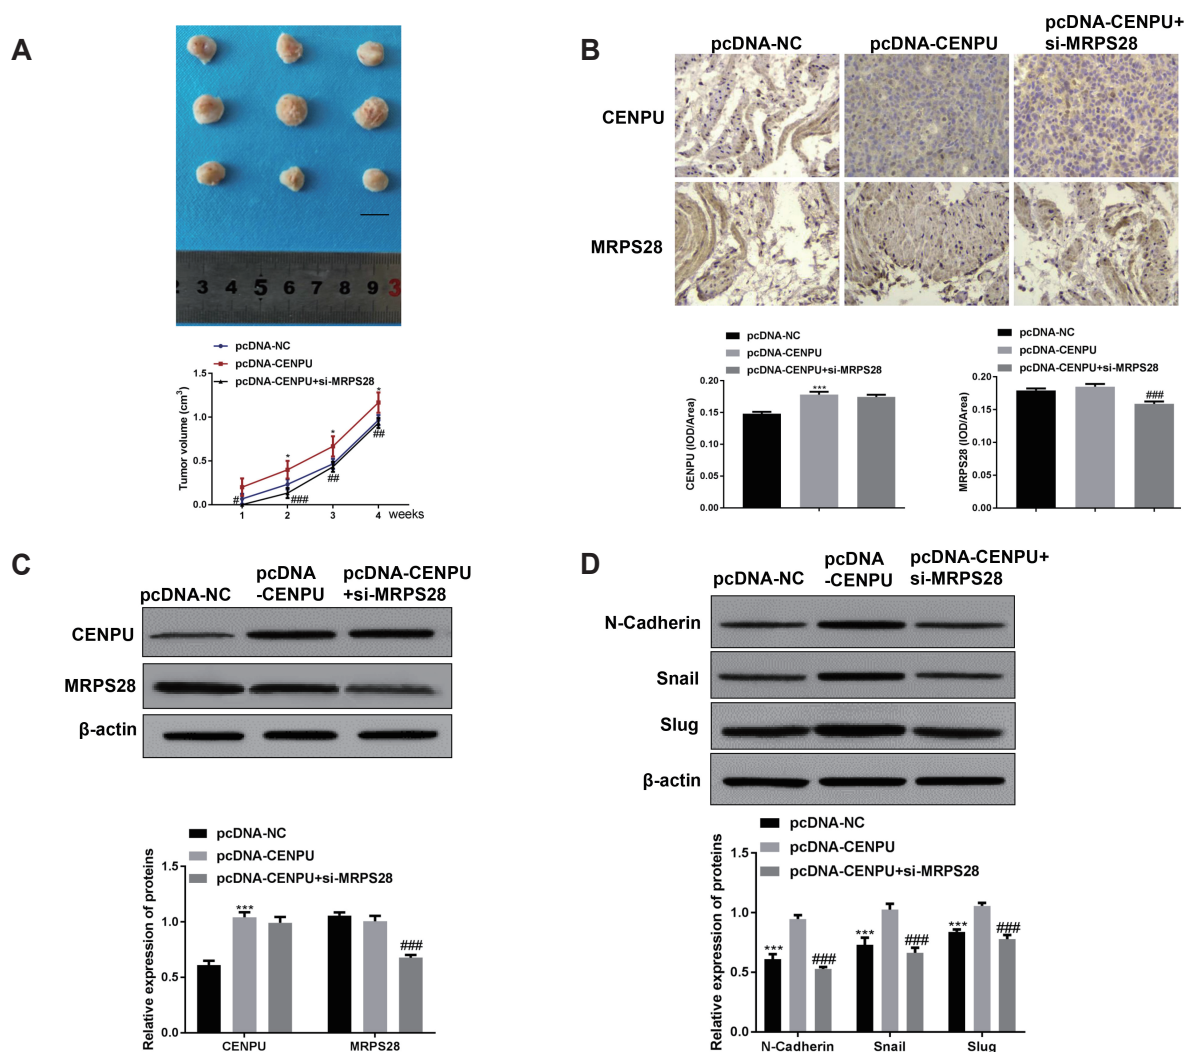 A
3 4 5 6 7 8 9
pcDNA-NC
pcDNA-CENPU
pcDNA-CENPU+si-MRPS28
Tumor volume (cm³)
1.5
1.0
0.5
0.0
*
*
*
#
###
##
##
1 2 3 4 weeks
B
pcDNA-NC
pcDNA-CENPU
pcDNA-CENPU+
si-MRPS28
CENPU
MRPS28
pcDNA-NC
pcDNA-CENPU
pcDNA-CENPU+si-MRPS28
CENPU (IOD/Area)
0.20
0.15
0.10
0.05
0.00
***
pcDNA-NC
pcDNA-CENPU
pcDNA-CENPU+si-MRPS28
MRPS28 (IOD/Area)
0.20
0.15
0.10
0.05
0.00
###
C
pcDNA-NC
pcDNA
-CENPU
pcDNA-CENPU
+si-MRPS28
CENPU
MRPS28
β-actin
pcDNA-NC
pcDNA-CENPU
pcDNA-CENPU+si-MRPS28
Relative expression of proteins
1.5
1.0
0.5
0.0
***
###
CENPU MRPS28
D
pcDNA-NC
pcDNA
-CENPU
pcDNA-CENPU+
si-MRPS28
N-Cadherin
Snail
Slug
β-actin
pcDNA-NC
pcDNA-CENPU
pcDNA-CENPU+si-MRPS28
Relative expression of proteins
1.5
1.0
0.5
0.0
*** ### *** ### *** ###
N-Cadherin Snail Slug